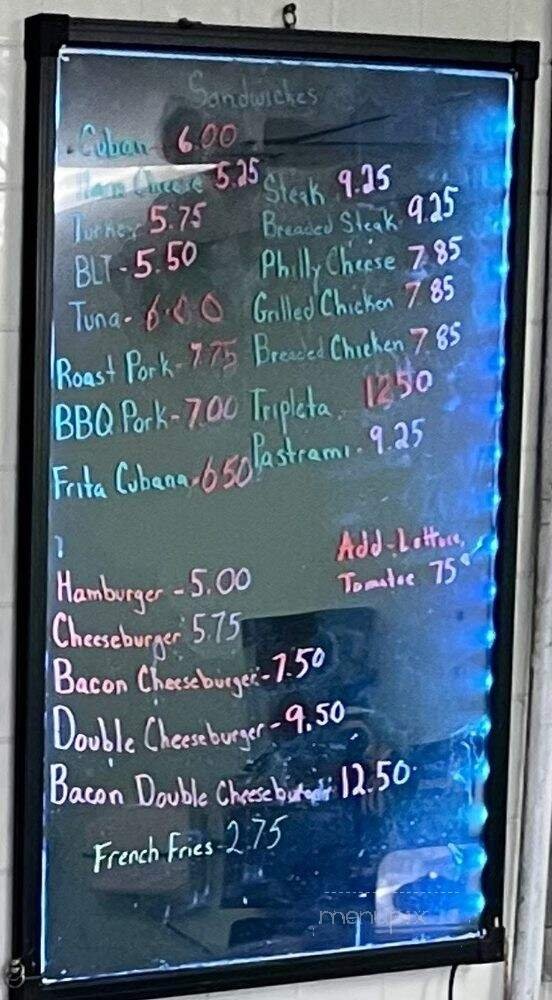 Sandwiches
Cuban - 6.00
Ham Cheese 5.25
Turkey 5.75
BLT - 5.50
Tuna - 6.00
Roast Pork - 7.75
BBQ Pork - 7.00
Frita Cubana - 6.50
Steak 9.25
Breaded Steak 9.25
Philly Cheese 7.85
Grilled Chicken 7.85
Breaded Chicken 7.85
Tripleta 12.50
Pastrami - 9.25
Add-Lettuce,
Tomatoe 75¢
Hamburger - 5.00
Cheeseburger 5.75
Bacon Cheeseburger - 7.50
Double Cheeseburger - 9.50
Bacon Double Cheeseburger 12.50
French Fries - 2.75
menupix